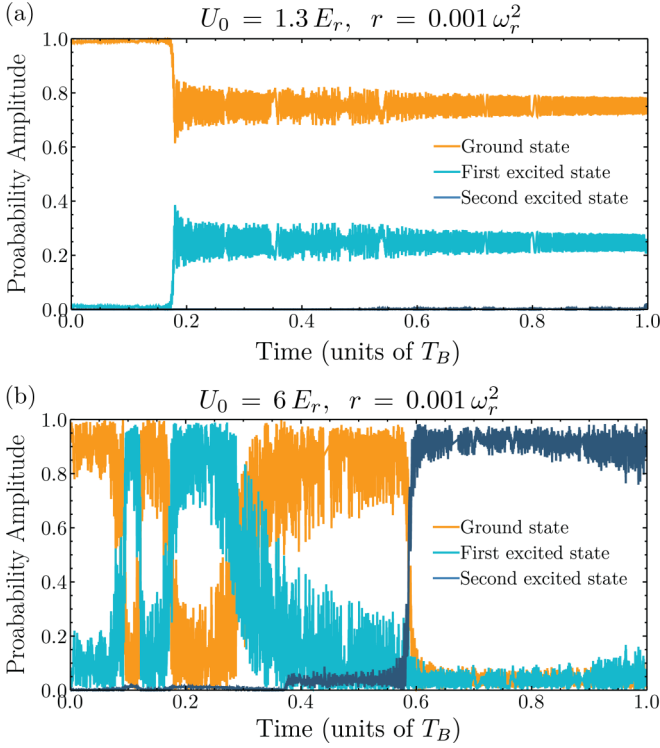 (a)
U₀ = 1.3 Eᵣ, r = 0.001 ωᵣ²
Proabability Amplitude
1.0
0.8
0.6
0.4
0.2
0.0
Ground state
First excited state
Second excited state
0.0 0.2 0.4 0.6 0.8 1.0
Time (units of T_B)
(b)
U₀ = 6 Eᵣ, r = 0.001 ωᵣ²
Proabability Amplitude
1.0
0.8
0.6
0.4
0.2
0.0
Ground state
First excited state
Second excited state
0.0 0.2 0.4 0.6 0.8 1.0
Time (units of T_B)